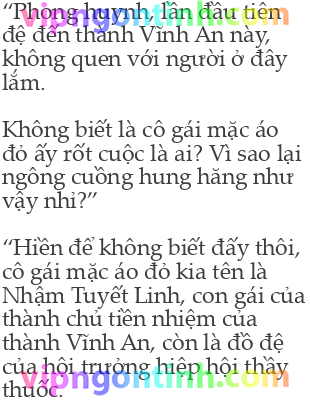 “Phong huynh, lần đầu tiên
đệ đến thành Vĩnh An này,
không quen với người ở đây
lắm.
Không biết là cô gái mặc áo
đỏ ấy rốt cuộc là ai? Vì sao lại
ngông cuồng hung hăng như
vậy nhỉ?”
“Hiền để không biết đấy thôi,
cô gái mặc áo đỏ kia tên là
Nhậm Tuyết Linh, con gái của
thành chủ tiền nhiệm của
thành Vĩnh An, còn là đồ đệ
của hội trưởng hiệp hội thầy
thuốc.
vipngontinh.com
vipngontinh.com